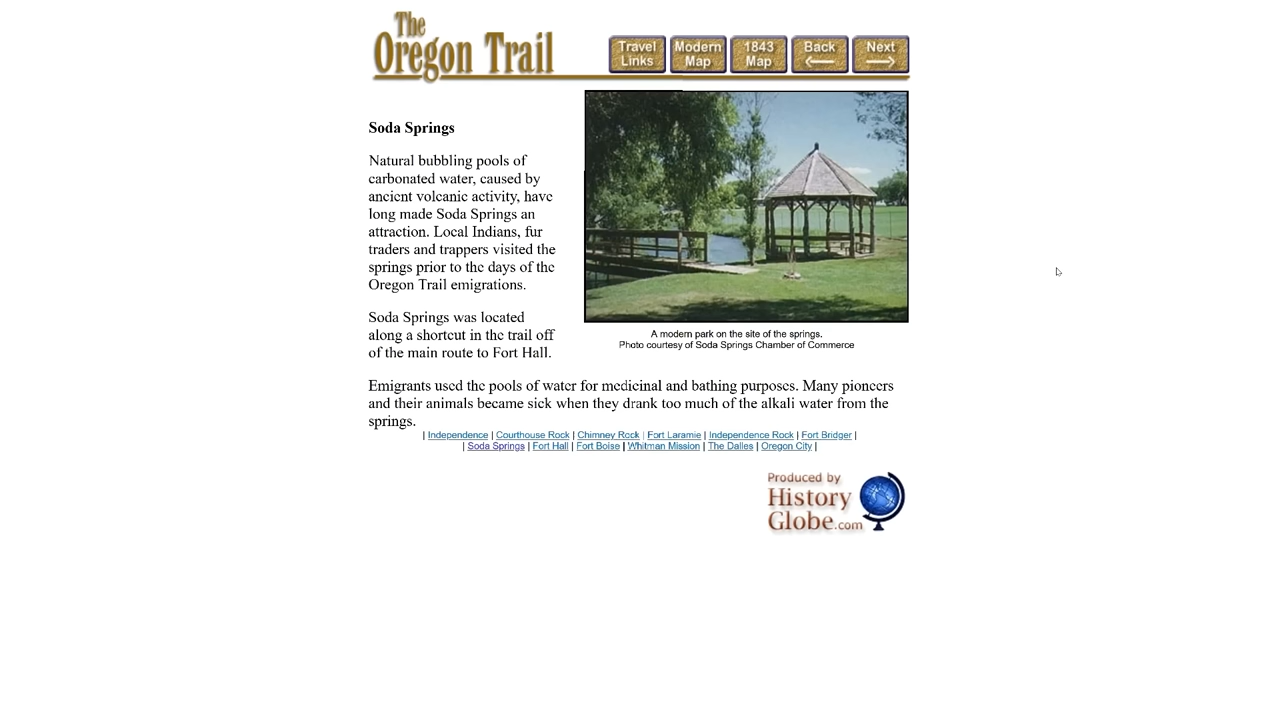 The
Oregon Trail
Travel Links
Modern Map
1843 Map
Back
Next
Soda Springs
Natural bubbling pools of
carbonated water, caused by
ancient volcanic activity, have
long made Soda Springs an
attraction. Local Indians, fur
traders and trappers visited the
springs prior to the days of the
Oregon Trail emigrations.
Soda Springs was located
along a shortcut in the trail off
of the main route to Fort Hall.
A modern park on the site of the springs.
Photo courtesy of Soda Springs Chamber of Commerce
Emigrants used the pools of water for medicinal and bathing purposes. Many pioneers
and their animals became sick when they drank too much of the alkali water from the
springs.
| Independence | Courthouse Rock | Chimney Rock | Fort Laramie | Independence Rock | Fort Bridger |
| Soda Springs | Fort Hall | Fort Boise | Whitman Mission | The Dalles | Oregon City |
Produced by
History
Globe.com